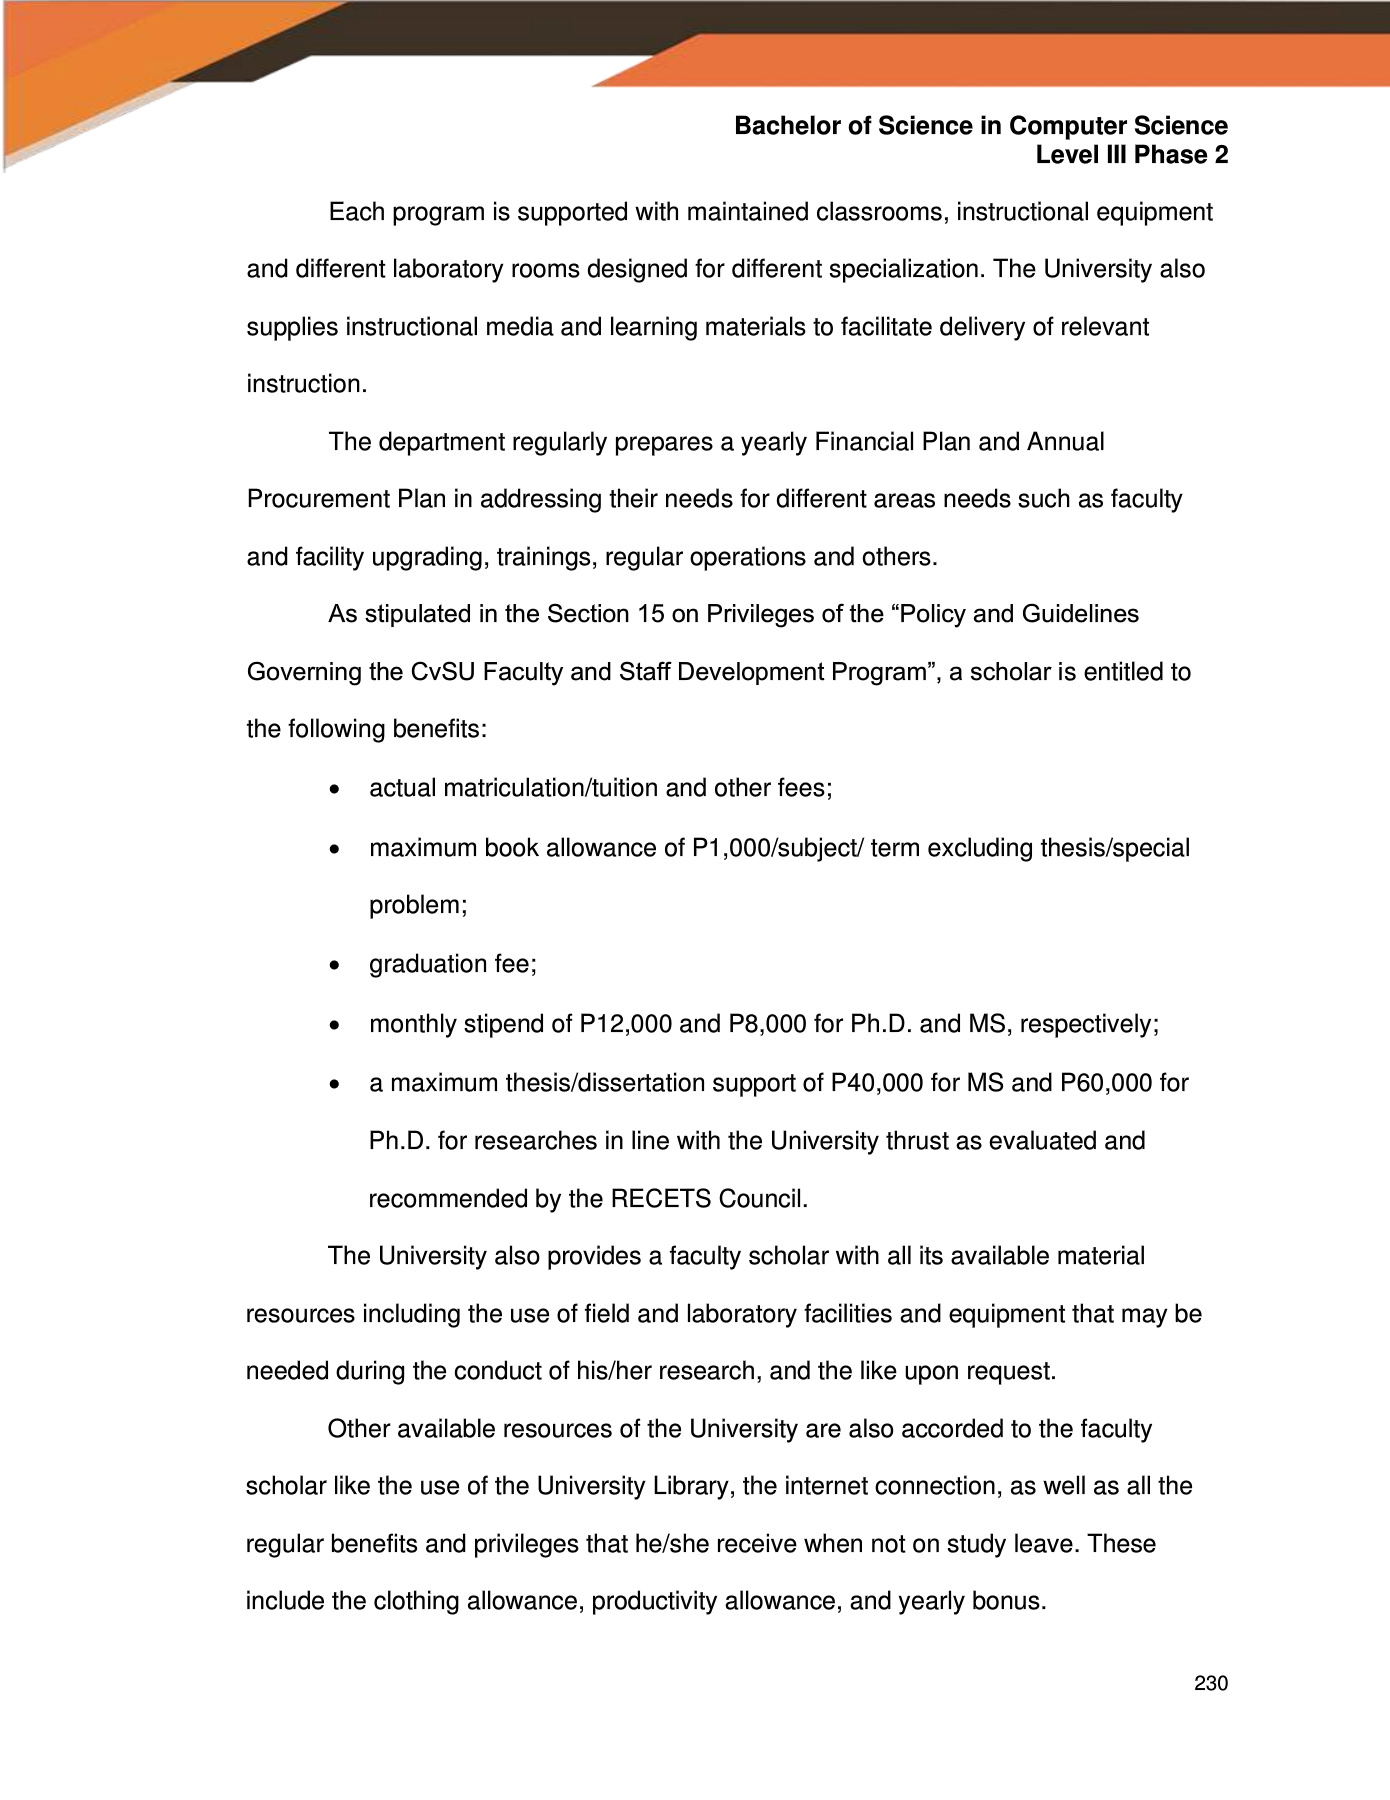 Bachelor of Science in Computer Science
Level III Phase 2
Each program is supported with maintained classrooms, instructional equipment
and different laboratory rooms designed for different specialization. The University also
supplies instructional media and learning materials to facilitate delivery of relevant
instruction.
The department regularly prepares a yearly Financial Plan and Annual
Procurement Plan in addressing their needs for different areas needs such as faculty
and facility upgrading, trainings, regular operations and others.
As stipulated in the Section 15 on Privileges of the “Policy and Guidelines
Governing the CvSU Faculty and Staff Development Program”, a scholar is entitled to
the following benefits:
• actual matriculation/tuition and other fees;
• maximum book allowance of P1,000/subject/ term excluding thesis/special
problem;
• graduation fee;
• monthly stipend of P12,000 and P8,000 for Ph.D. and MS, respectively;
• a maximum thesis/dissertation support of P40,000 for MS and P60,000 for
Ph.D. for researches in line with the University thrust as evaluated and
recommended by the RECETS Council.
The University also provides a faculty scholar with all its available material
resources including the use of field and laboratory facilities and equipment that may be
needed during the conduct of his/her research, and the like upon request.
Other available resources of the University are also accorded to the faculty
scholar like the use of the University Library, the internet connection, as well as all the
regular benefits and privileges that he/she receive when not on study leave. These
include the clothing allowance, productivity allowance, and yearly bonus.
230